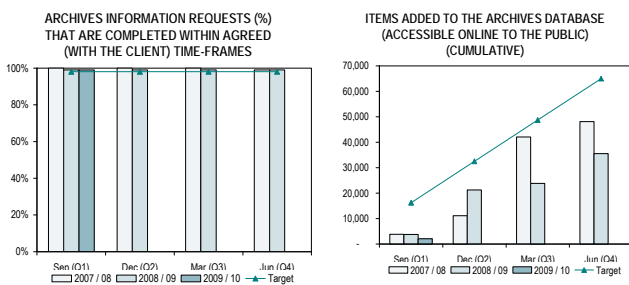 ARCHIVES INFORMATION REQUESTS (%)
THAT ARE COMPLETED WITHIN AGREED
(WITH THE CLIENT) TIME-FRAMES
100%
80%
60%
40%
20%
0%
Sep (Q1) Dec (Q2) Mar (Q3) Jun (Q4)
2007 / 08 2008 / 09 2009 / 10 Target
ITEMS ADDED TO THE ARCHIVES DATABASE
(ACCESSIBLE ONLINE TO THE PUBLIC)
(CUMULATIVE)
70,000
60,000
50,000
40,000
30,000
20,000
10,000
-
Sep (Q1) Dec (Q2) Mar (Q3) Jun (Q4)
2007 / 08 2008 / 09 2009 / 10 Target